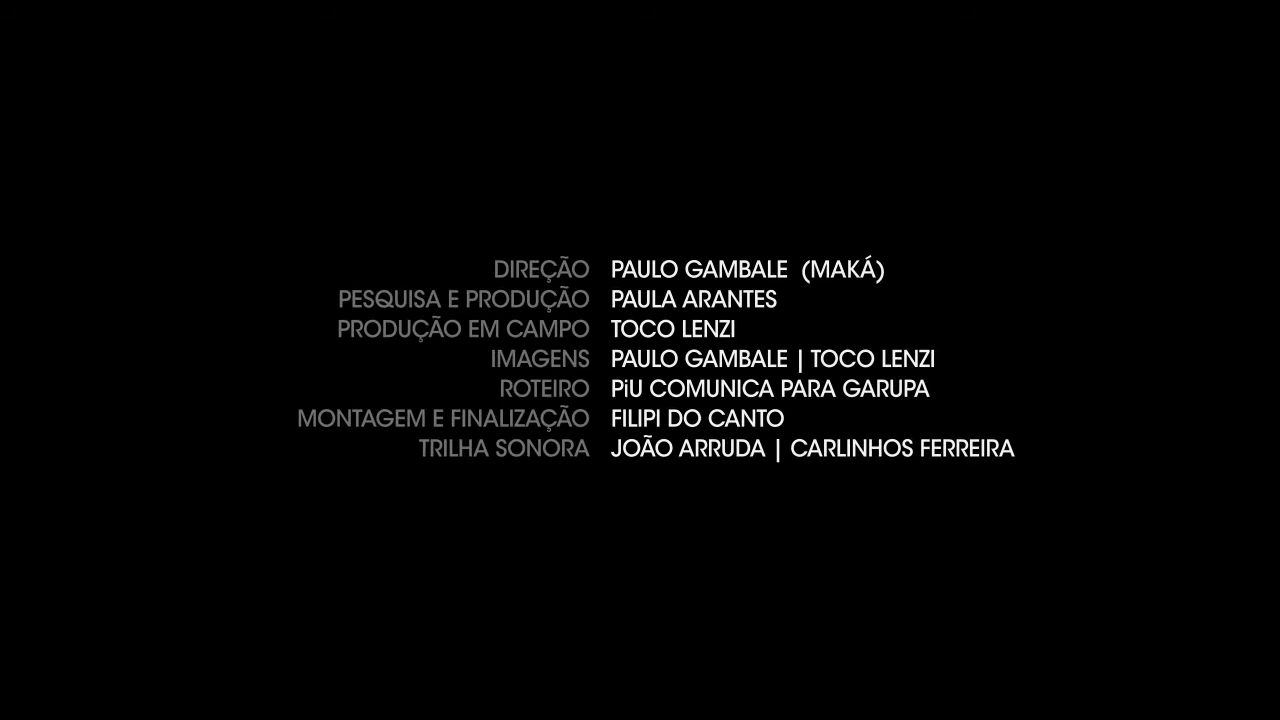 DIREÇÃO PAULO GAMBALE (MAKÁ)
PESQUISA E PRODUÇÃO PAULA ARANTES
PRODUÇÃO EM CAMPO TOCO LENZI
IMAGENS PAULO GAMBALE | TOCO LENZI
ROTEIRO PiU COMUNICA PARA GARUPA
MONTAGEM E FINALIZAÇÃO FILIPI DO CANTO
TRILHA SONORA JOÃO ARRUDA | CARLINHOS FERREIRA